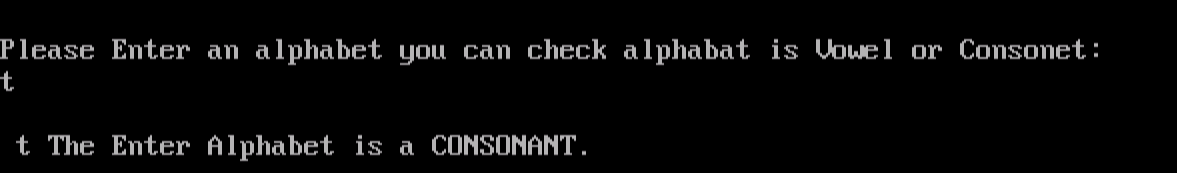 Please Enter an alphabet you can check alphabat is Vowel or Consonet:
t
t The Enter Alphabet is a CONSONANT.